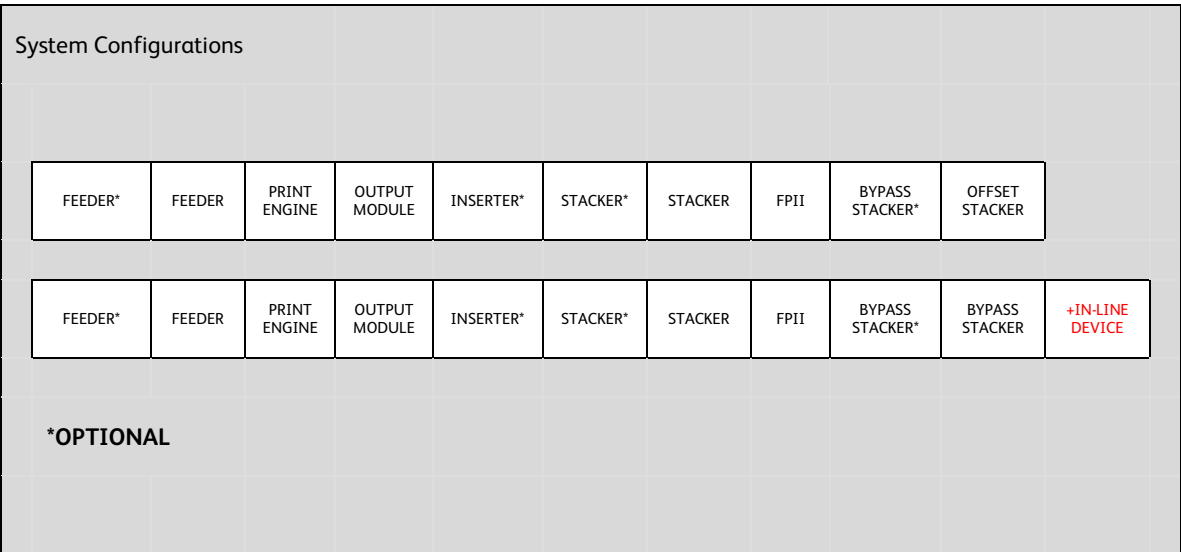 System Configurations
FEEDER*
FEEDER
PRINT
ENGINE
OUTPUT
MODULE
INSERTER*
STACKER*
STACKER
FPII
BYPASS
STACKER*
OFFSET
STACKER
FEEDER*
FEEDER
PRINT
ENGINE
OUTPUT
MODULE
INSERTER*
STACKER*
STACKER
FPII
BYPASS
STACKER*
BYPASS
STACKER
+IN-LINE
DEVICE
*OPTIONAL